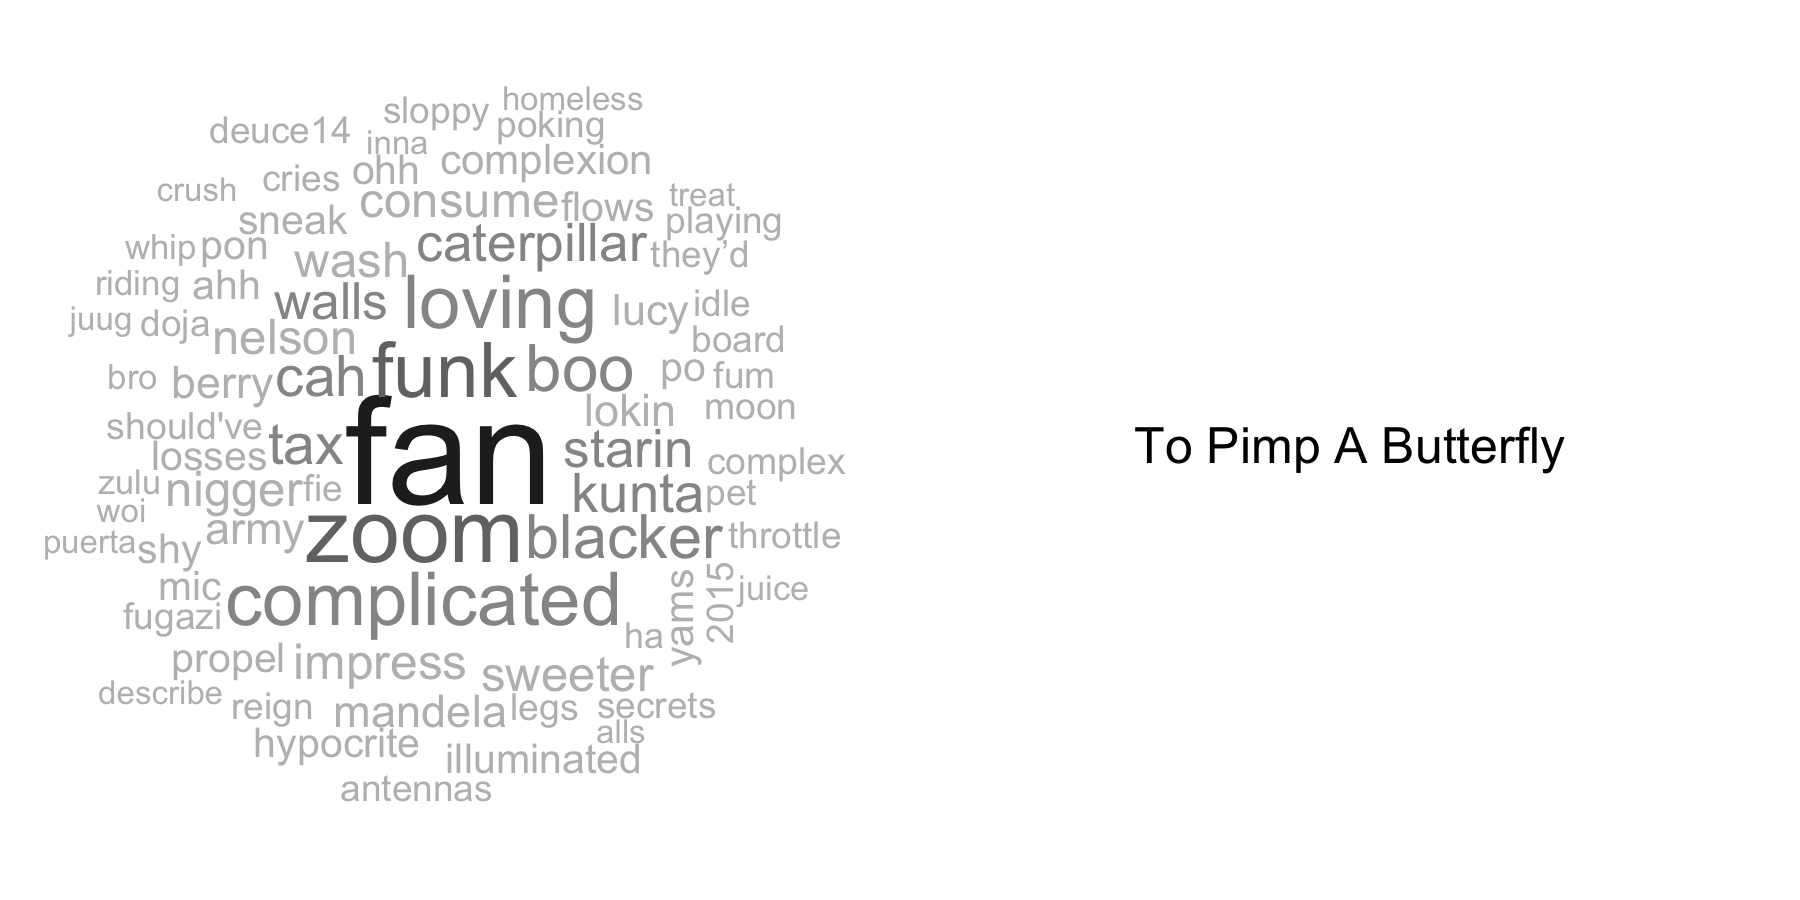 homeless
sloppy
poking
deuce14
inna
complexion
ohh
cries
crush
treat
consume
flows
sneak
playing
caterpillar
whip
pon
they’d
wash
riding
ahh
loving
walls
idle
lucy
juug
doja
nelson
board
funk
boo
po
fum
bro
berry
cah
moon
lokin
should've
fan
tax
starin
To Pimp A Butterfly
losses
complex
zulu
nigger
fie
kunta
pet
woi
army
zoom
blacker
throttle
puerta
shy
mic
complicated
yams
2015
juice
fugazi
ha
propel
impress
sweeter
describe
reign
mandela
legs
secrets
alls
hypocrite
illuminated
antennas